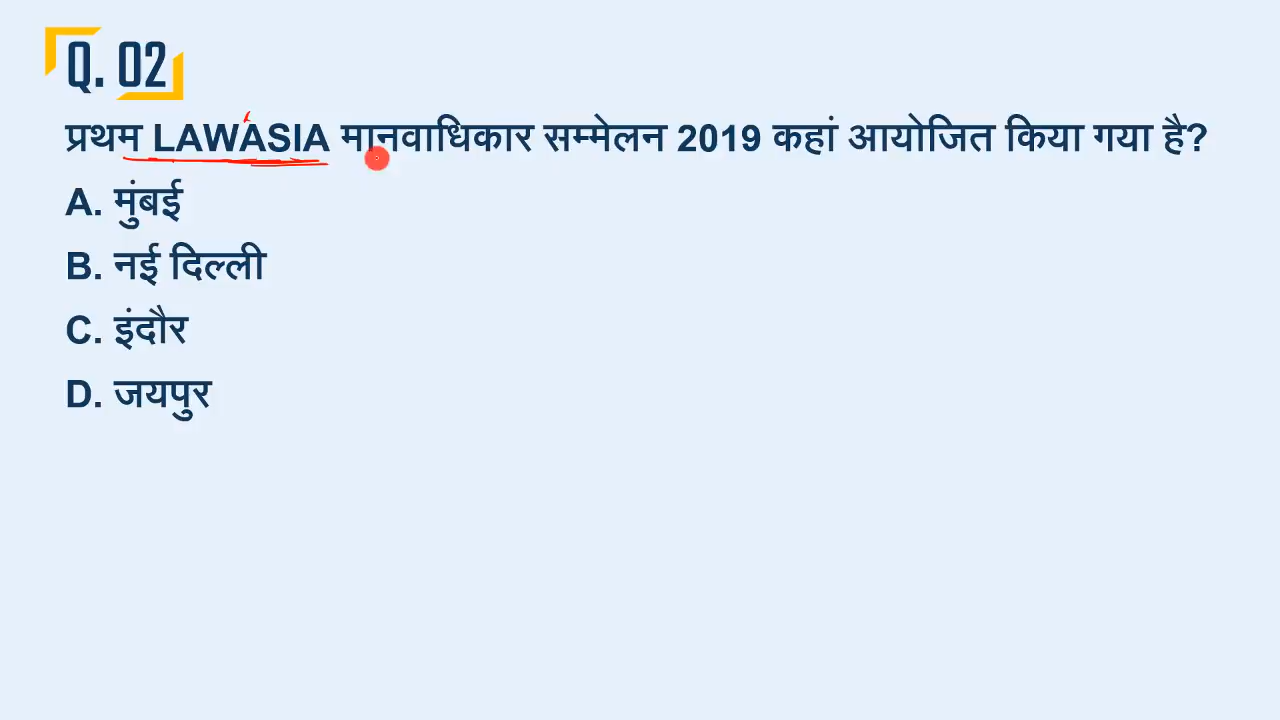 Q. 02
प्रथम LAWASIA मानवाधिकार सम्मेलन 2019 कहां आयोजित किया गया है?
A. मुंबई
B. नई दिल्ली
C. इंदौर
D. जयपुर